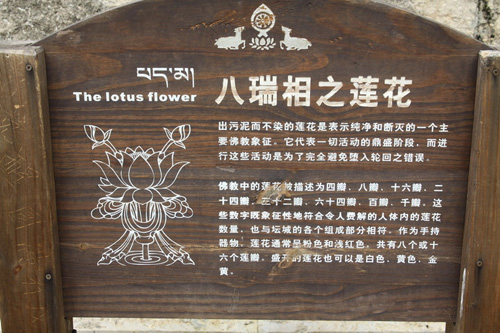 པད་མ།
The lotus flower
八瑞相之莲花
出污泥而不染的莲花是表示纯净和断灭的一个主
要佛教象征。它代表一切活动的鼎盛阶段，而进
行这些活动是为了完全避免堕入轮回之错误。
佛教中的莲花被描述为四瓣、八瓣，十六瓣、二
十四瓣、三十二瓣、六十四瓣、百瓣、千瓣，这
些数字既象征性地符合令人费解的人体内的莲花
数量，也与坛城的各个组成部分相符。作为手持
器物，莲花通常呈粉色和浅红色，共有八个或十
六个莲瓣。盛开的莲花也可以是白色、黄色，金
黄。